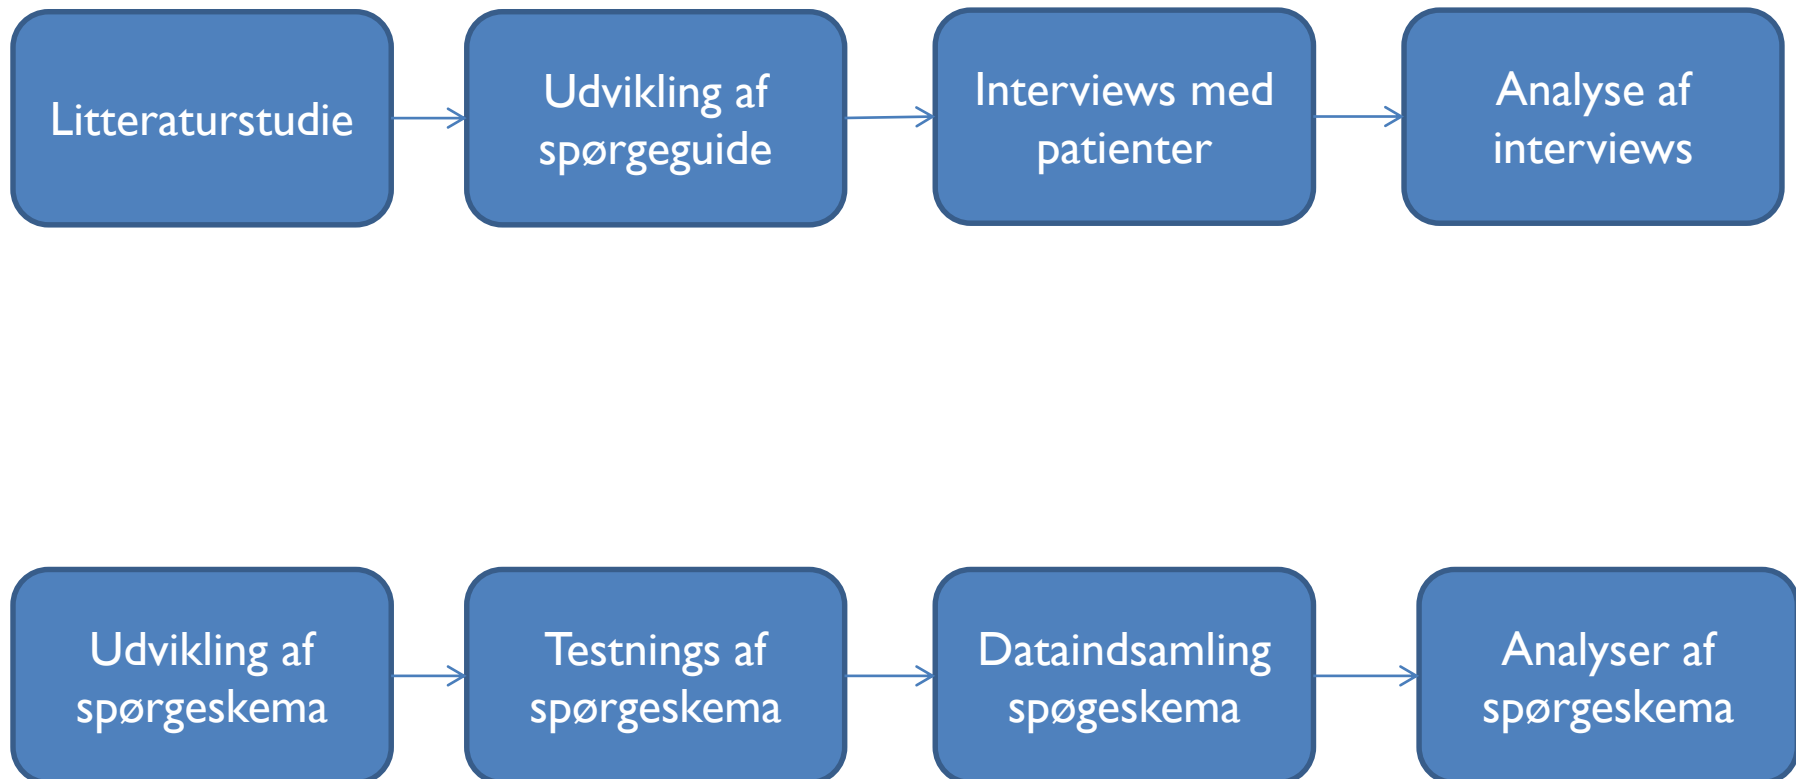 Litteraturstudie
Udvikling af
spørgeguide
Interviews med
patienter
Analyse af
interviews
Udvikling af
spørgeskema
Testnings af
spørgeskema
Dataindsamling
spøgeskema
Analyser af
spørgeskema